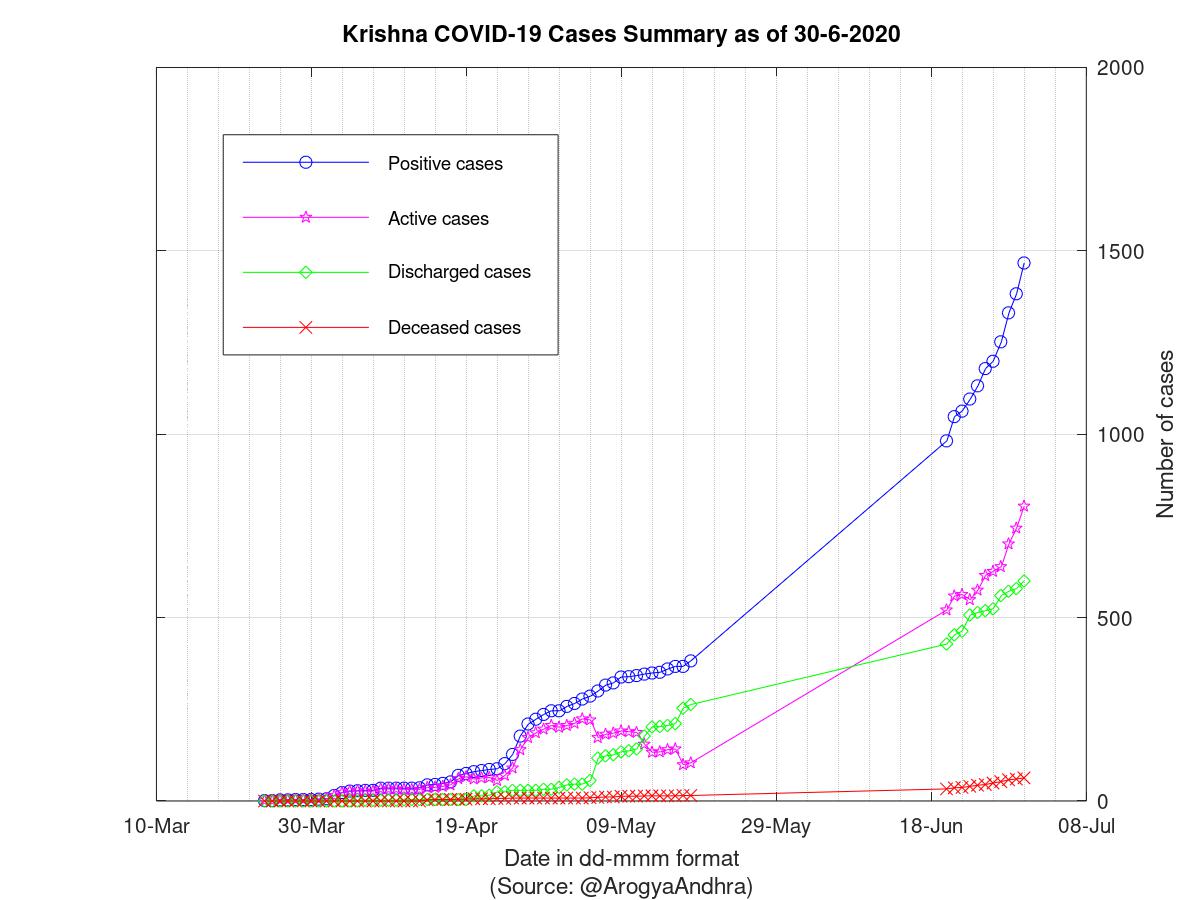 Krishna COVID-19 Cases Summary as of 30-6-2020
Positive cases
Active cases
Discharged cases
Deceased cases
2000
1500
1000
500
0
Number of cases
10-Mar 30-Mar 19-Apr 09-May 29-May 18-Jun 08-Jul
Date in dd-mmm format
(Source: @ArogyaAndhra)